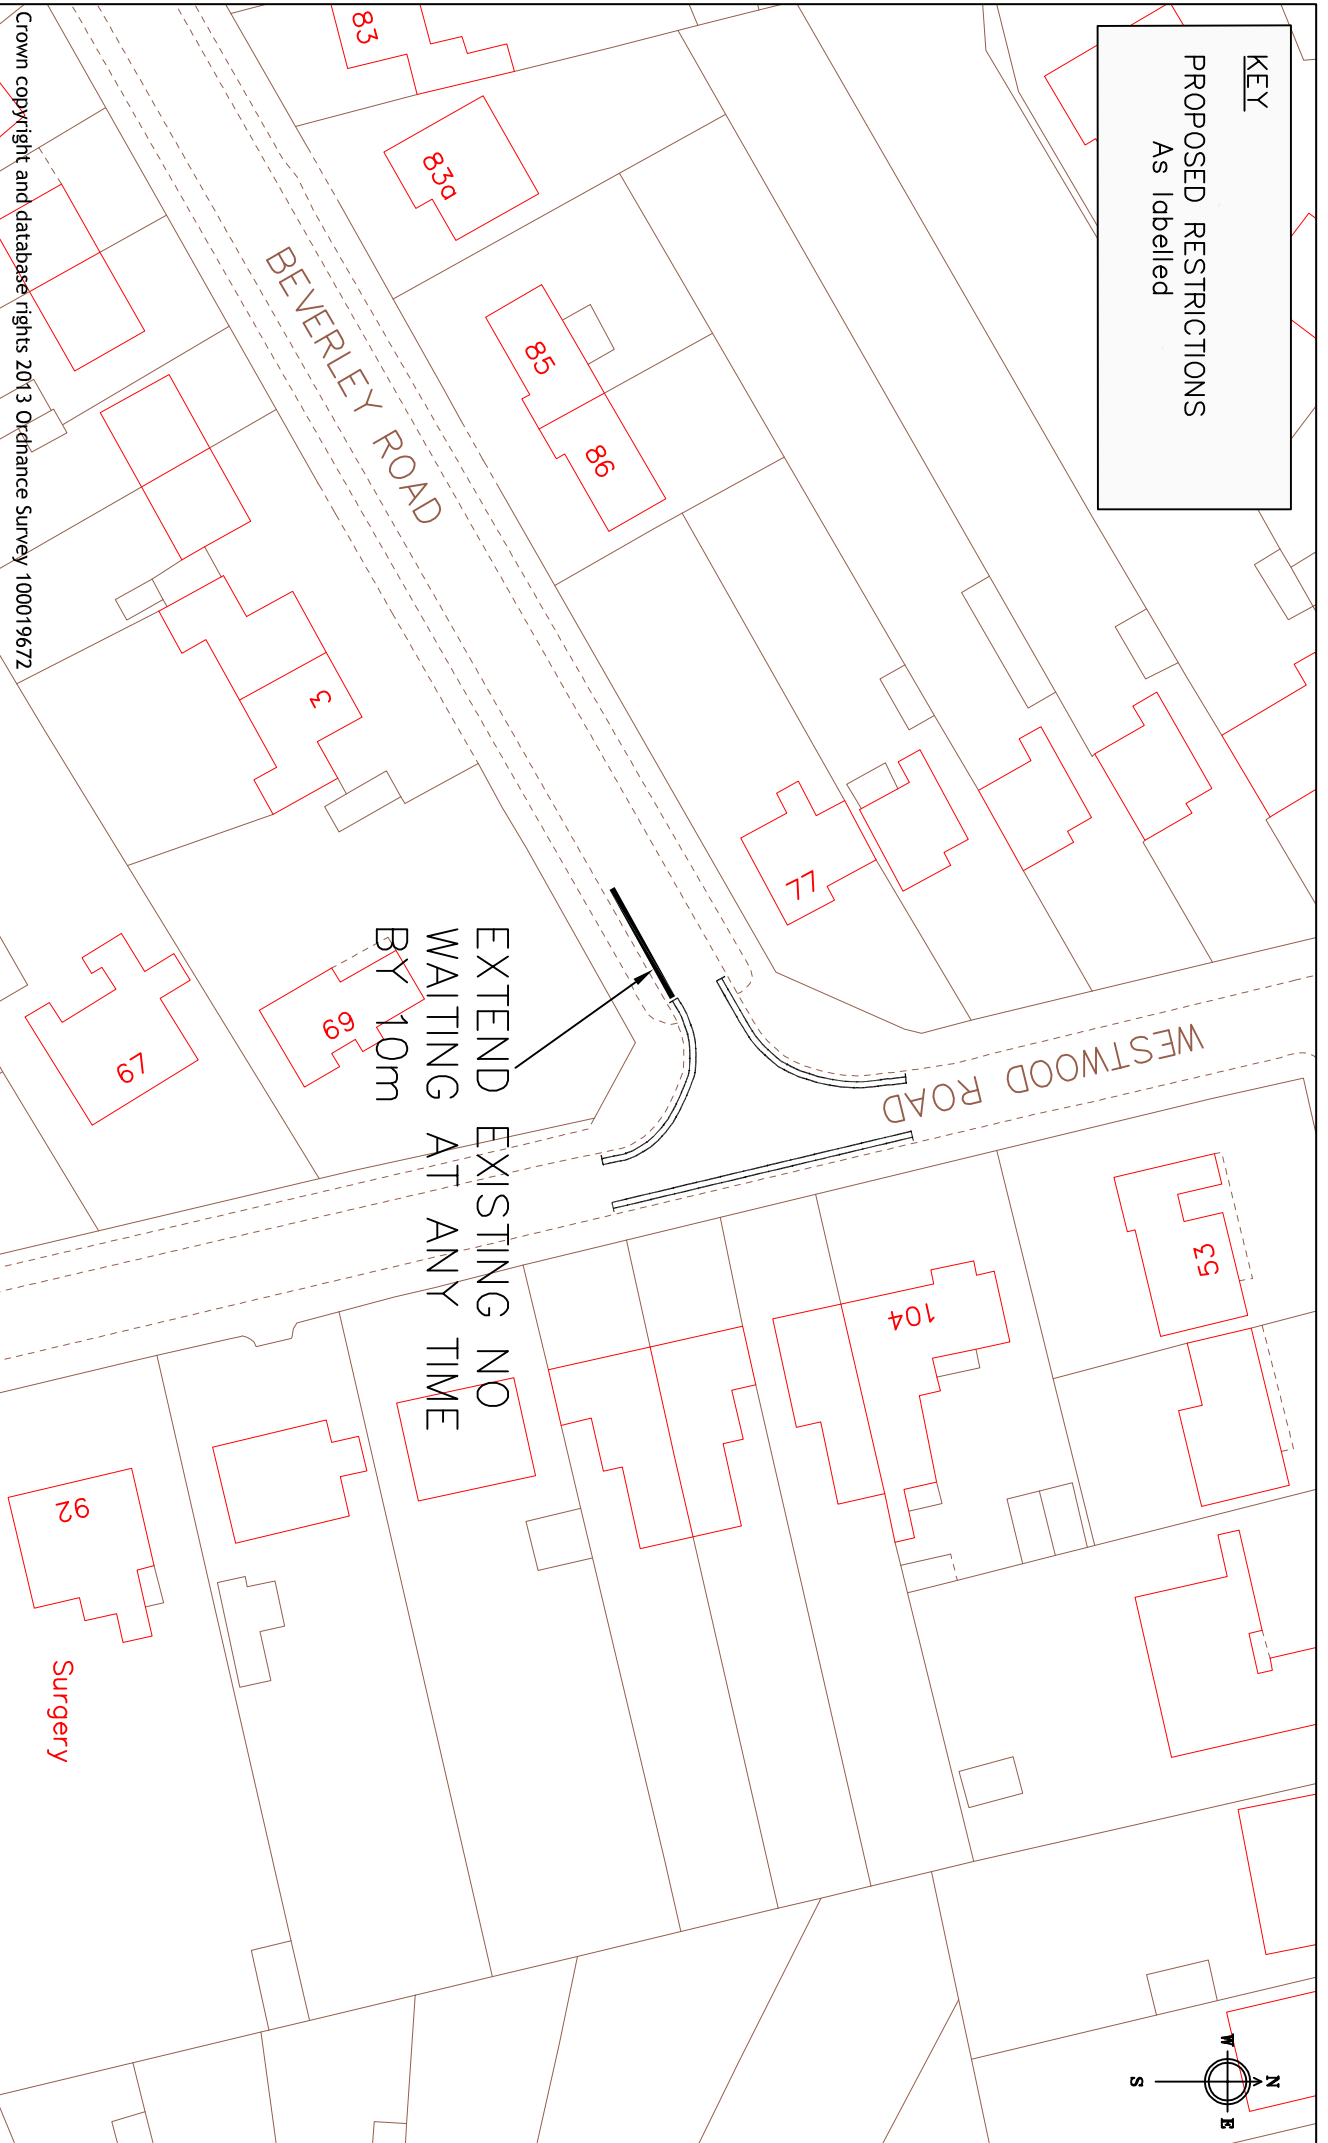 KEY
PROPOSED RESTRICTIONS
As labelled
83
83a
85
86
BEVERLEY ROAD
3
77
69
67
WESTWOOD ROAD
EXTEND EXISTING NO
WAITING AT ANY TIME
BY 10m
53
104
92
Surgery
N
W
E
S
Crown copyright and database rights 2013 Ordnance Survey 100019672